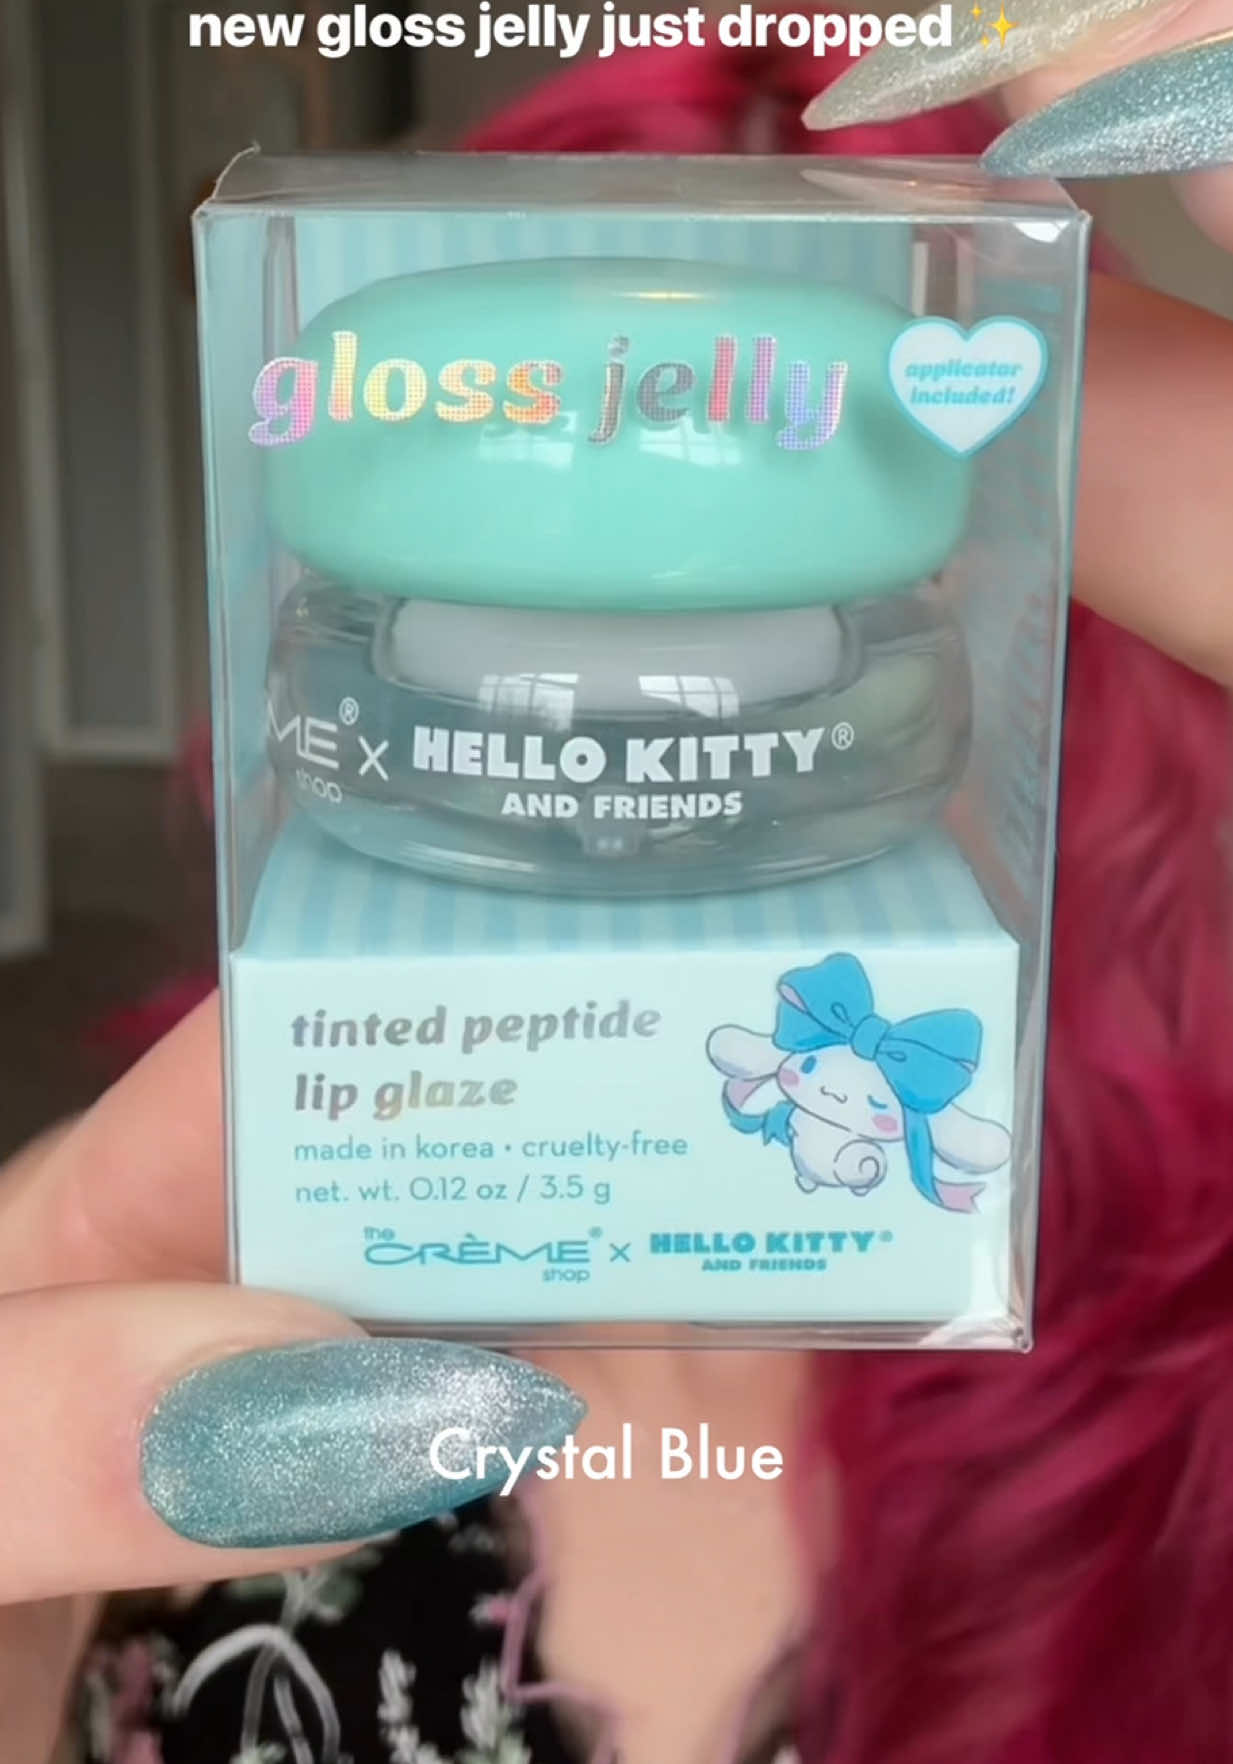 new gloss jelly just dropped ✨
gloss jelly
applicator
included!
ME® x HELLO KITTY®
shop
AND FRIENDS
tinted peptide
lip glaze
made in korea • cruelty-free
net. wt. 0.12 oz / 3.5 g
the CRÈME® shop x HELLO KITTY®
AND FRIENDS
Crystal Blue